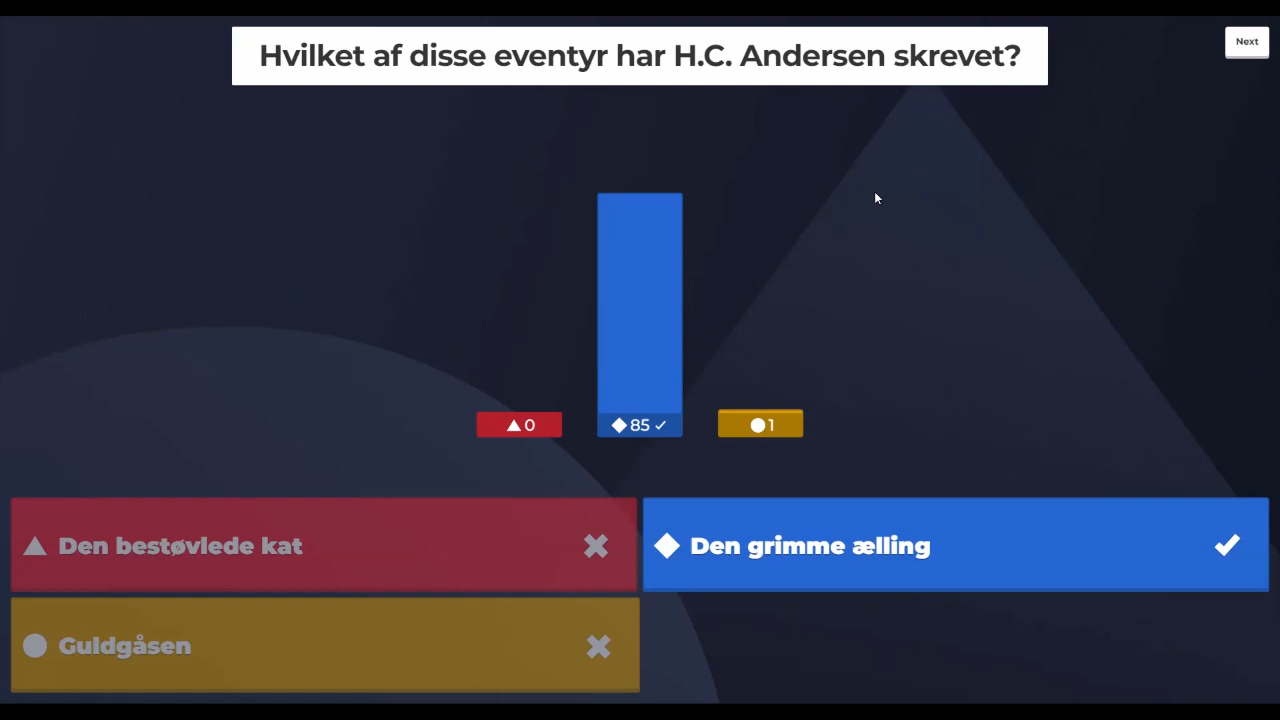 Hvilket af disse eventyr har H.C. Andersen skrevet?
Next
0
85
1
Den bestøvlede kat
Den grimme ælling
Guldgåsen